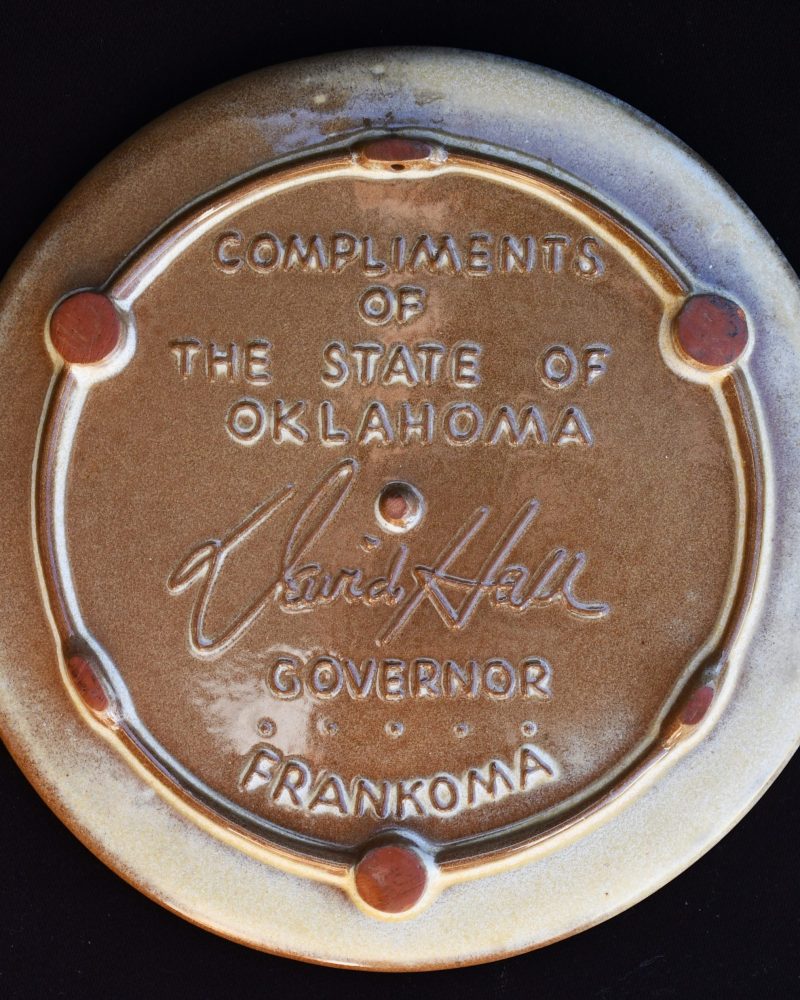 COMPLIMENTS
OF
THE STATE OF
OKLAHOMA
David Hall
GOVERNOR
FRANKOMA